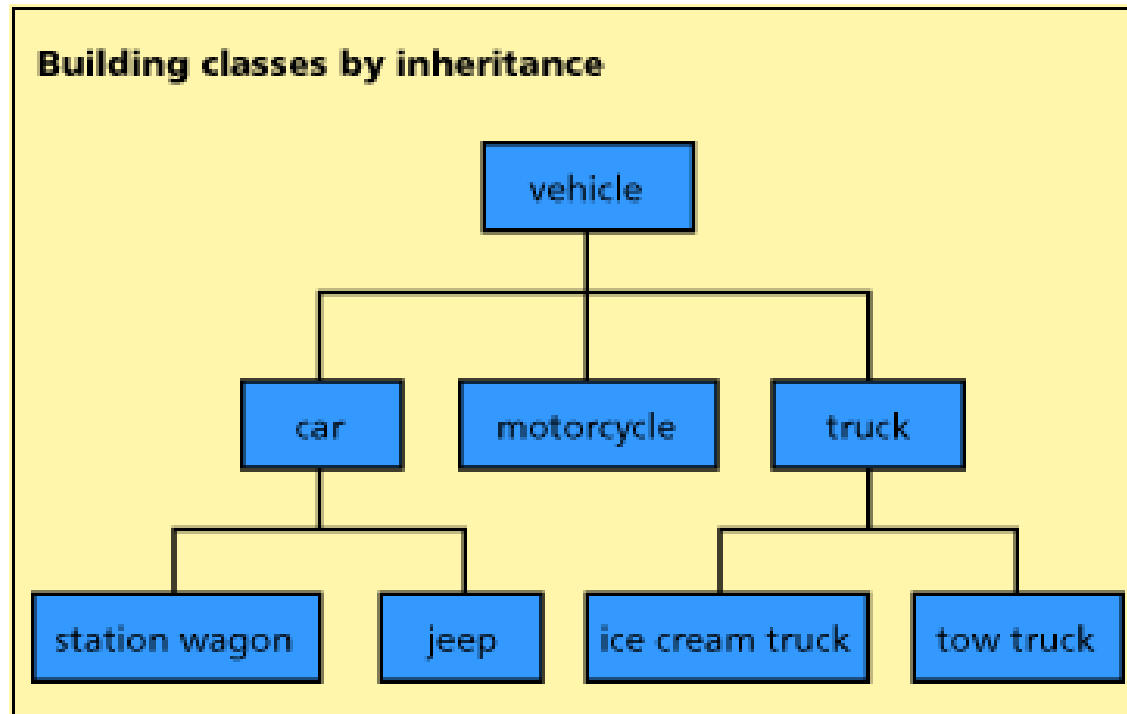 Building classes by inheritance
vehicle
car
motorcycle
truck
station wagon
jeep
ice cream truck
tow truck